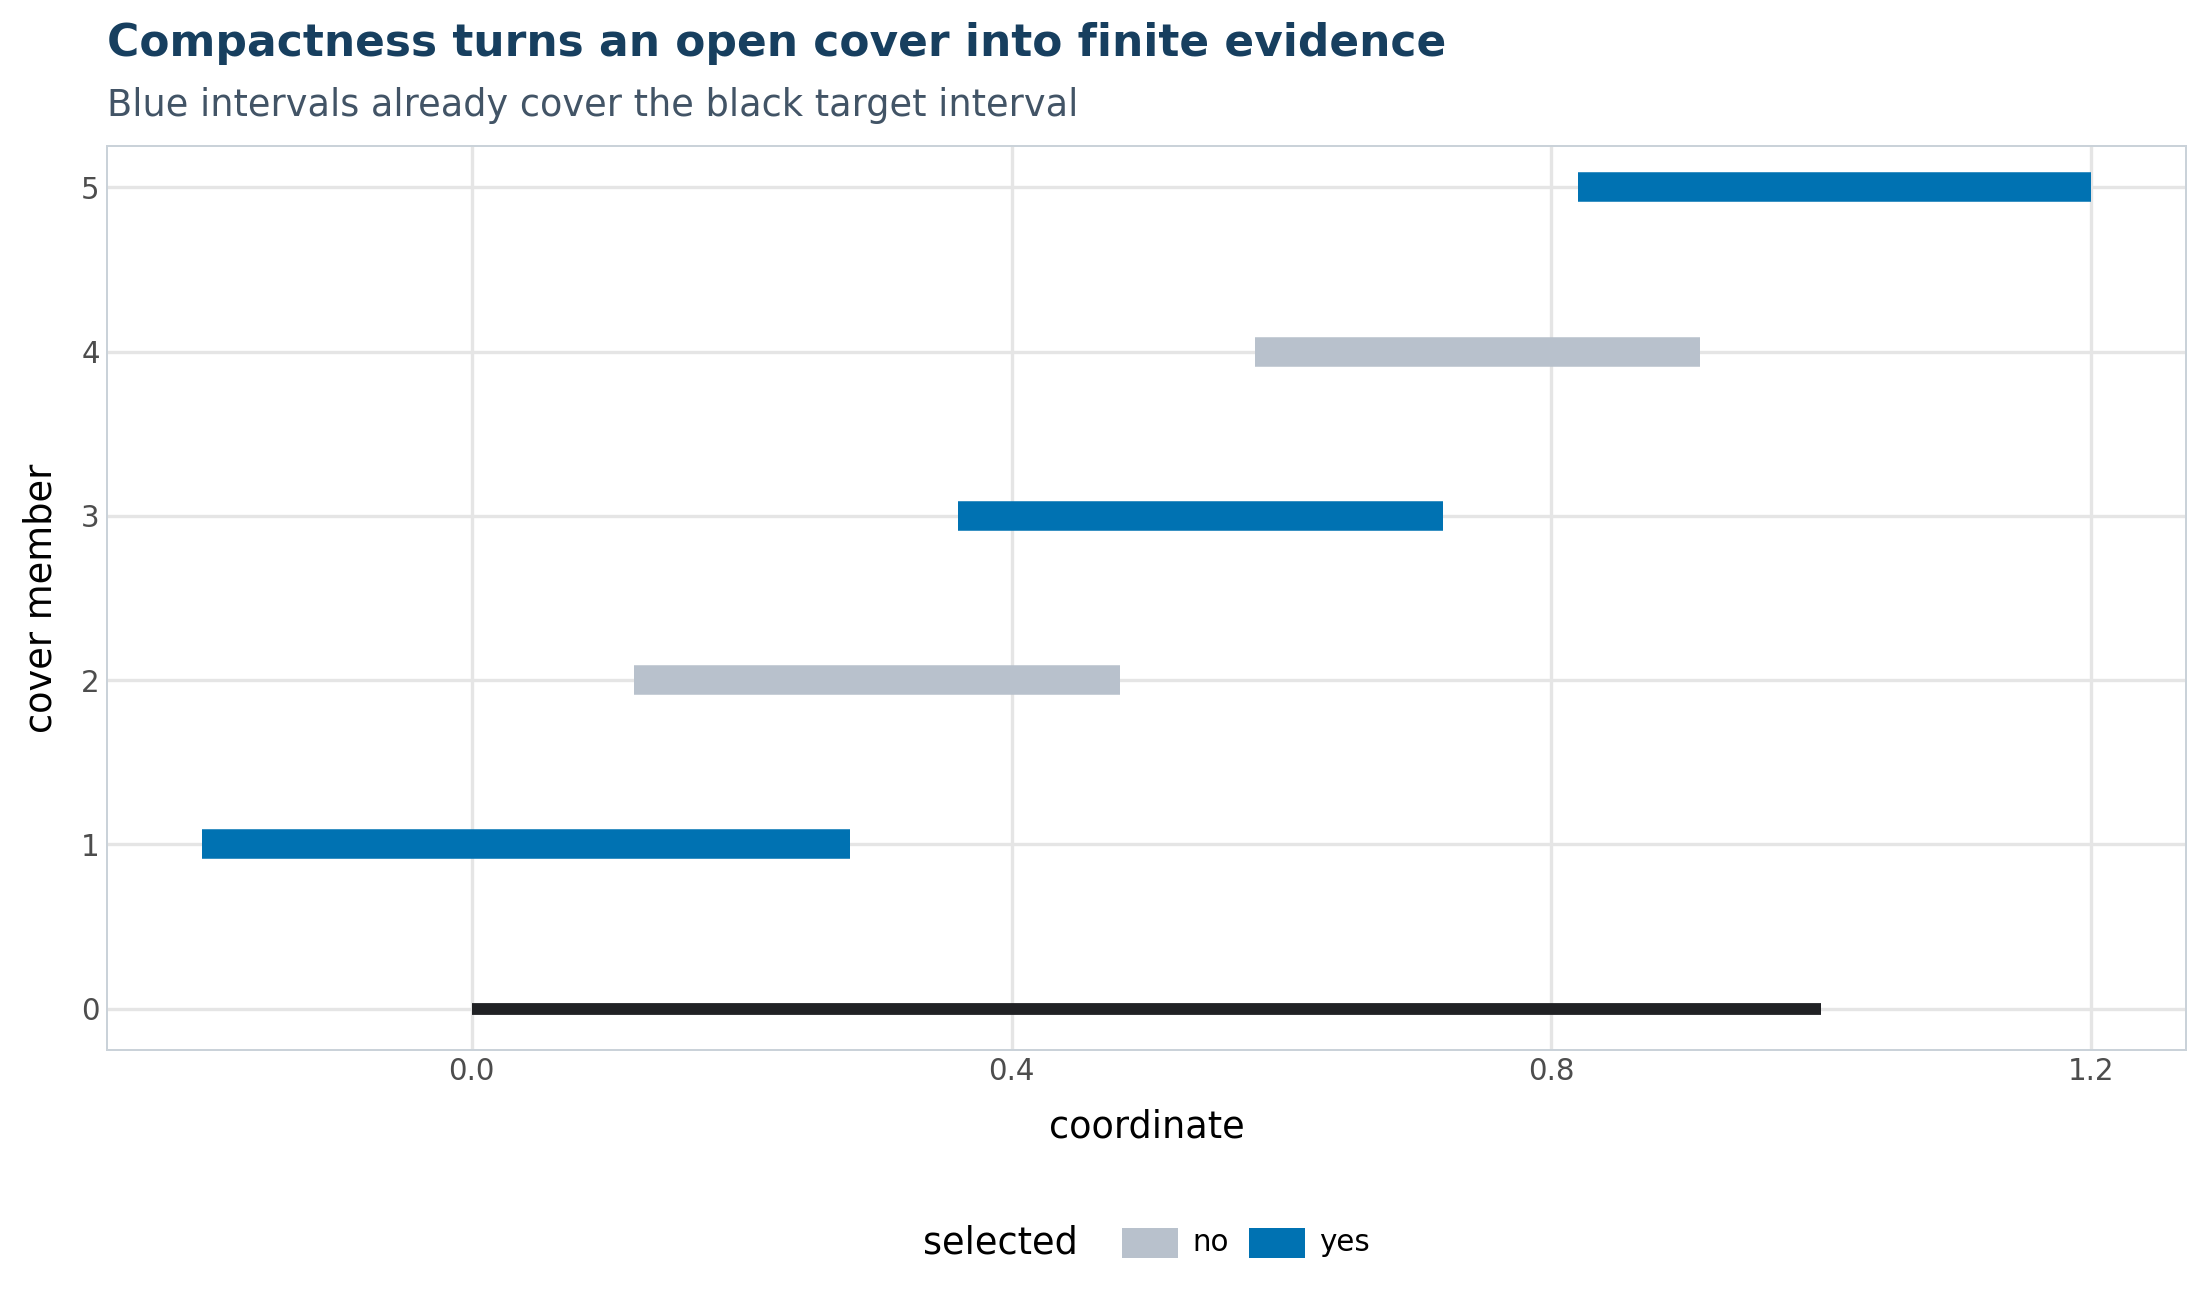 Compactness turns an open cover into finite evidence
Blue intervals already cover the black target interval
cover member
5
4
3
2
1
0
0.0 0.4 0.8 1.2
coordinate
selected no yes